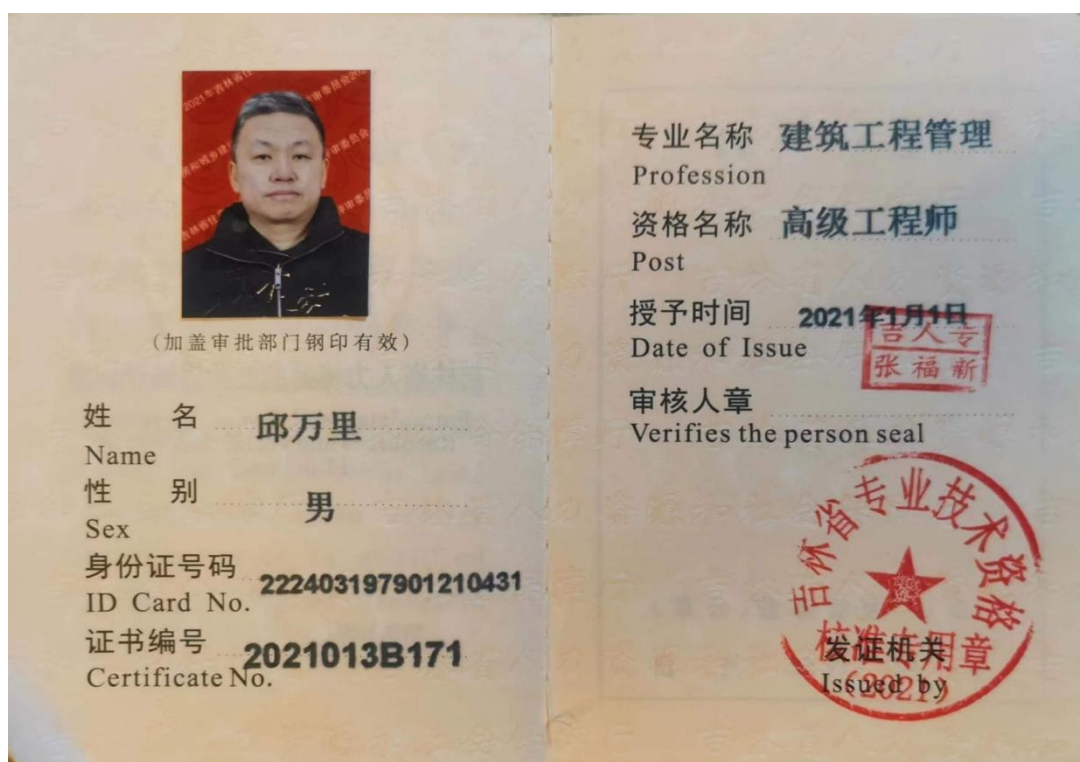 (加盖审批部门钢印有效)
姓 名 邱万里
Name
性 别 男
Sex
身份证号码 222403197901210431
ID Card No.
证书编号 2021013B171
Certificate No.
专业名称 建筑工程管理
Profession
资格名称 高级工程师
Post
授予时间 2021年1月1日
Date of Issue
吉人专
张福新
审核人章
Verifies the person seal
吉林省专业技术资格
核准专用章
(2021)
发证机关
Issued by